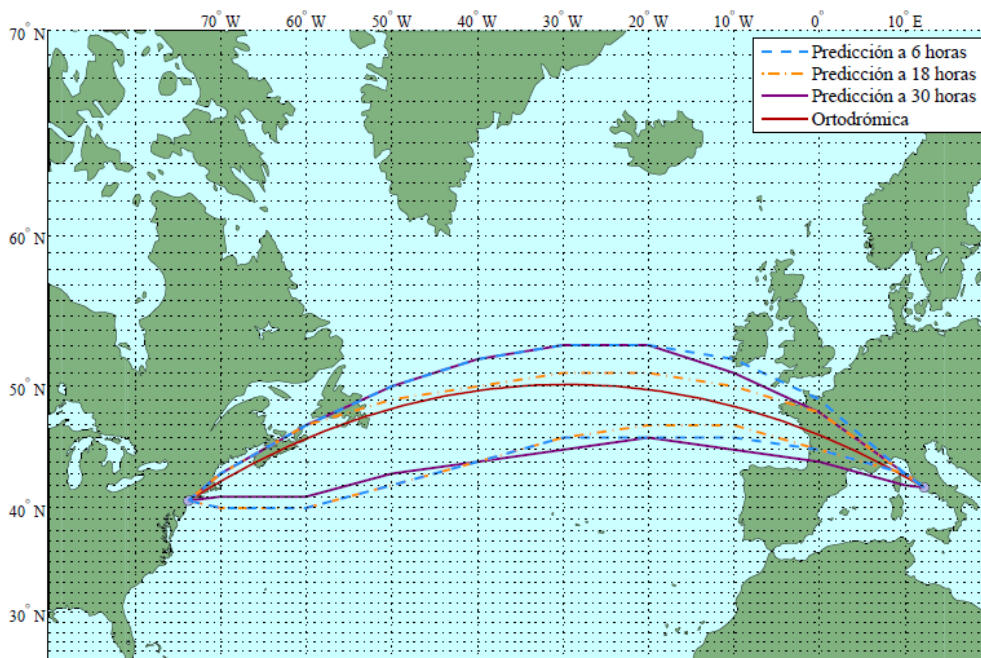 70° W 60° W 50° W 40° W 30° W 20° W 10° W 0° 10° E
70° N
Predicción a 6 horas
Predicción a 18 horas
Predicción a 30 horas
Ortodrómica
60° N
50° N
40° N
30° N